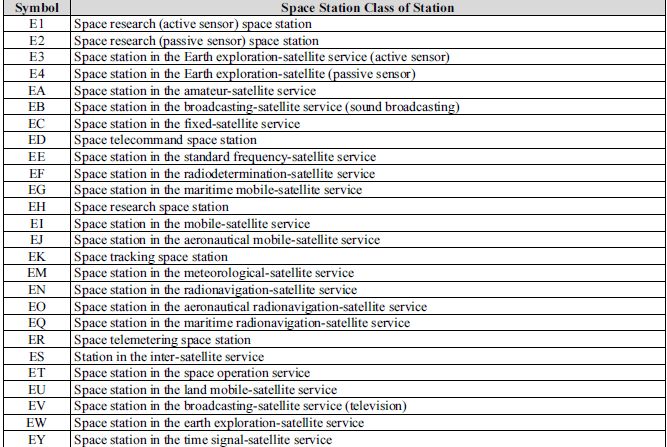 Symbol Space Station Class of Station
E1 Space research (active sensor) space station
E2 Space research (passive sensor) space station
E3 Space station in the Earth exploration-satellite service (active sensor)
E4 Space station in the Earth exploration-satellite (passive sensor)
EA Space station in the amateur-satellite service
EB Space station in the broadcasting-satellite service (sound broadcasting)
EC Space station in the fixed-satellite service
ED Space telecommand space station
EE Space station in the standard frequency-satellite service
EF Space station in the radiodetermination-satellite service
EG Space station in the maritime mobile-satellite service
EH Space research space station
EI Space station in the mobile-satellite service
EJ Space station in the aeronautical mobile-satellite service
EK Space tracking space station
EM Space station in the meteorological-satellite service
EN Space station in the radionavigation-satellite service
EO Space station in the aeronautical radionavigation-satellite service
EQ Space station in the maritime radionavigation-satellite service
ER Space telemetering space station
ES Station in the inter-satellite service
ET Space station in the space operation service
EU Space station in the land mobile-satellite service
EV Space station in the broadcasting-satellite service (television)
EW Space station in the earth exploration-satellite service
EY Space station in the time signal-satellite service